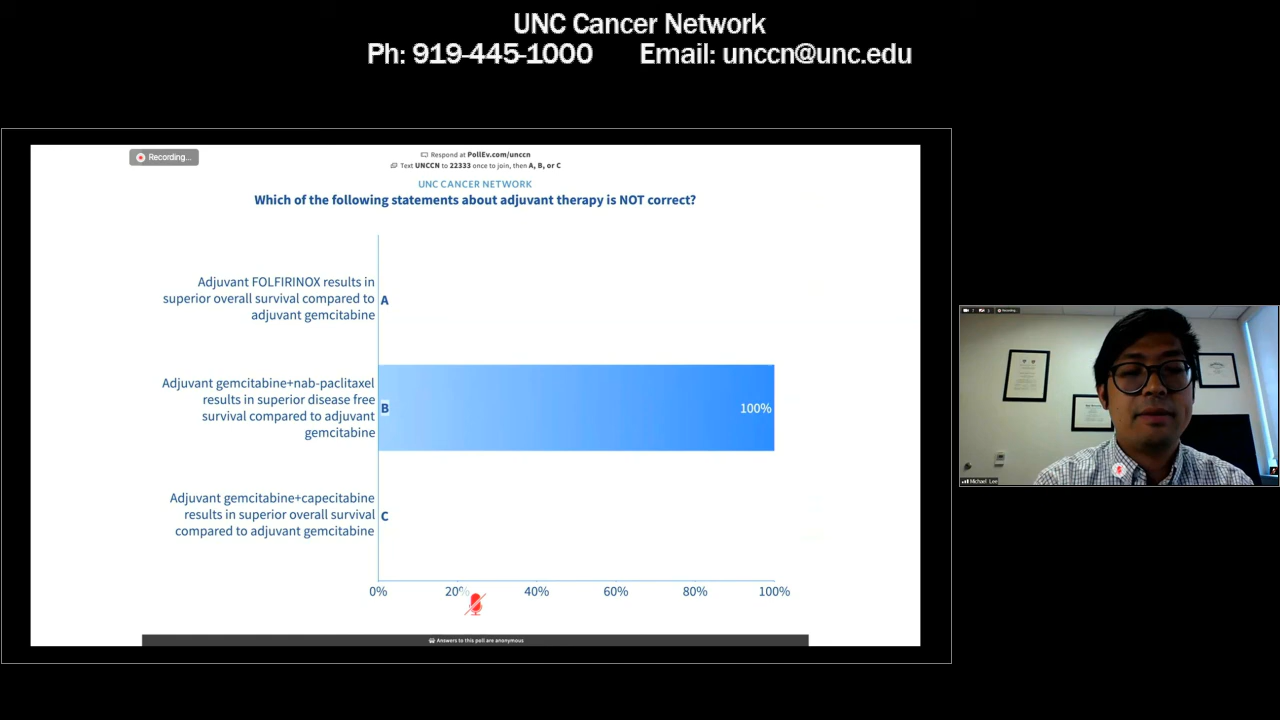 UNC Cancer Network
Ph: 919-445-1000 Email: unccn@unc.edu
Recording...
Respond at PollEv.com/unccn
Text UNCCN to 22333 once to join, then A, B, or C
UNC CANCER NETWORK
Which of the following statements about adjuvant therapy is NOT correct?
Adjuvant FOLFIRINOX results in
superior overall survival compared to
adjuvant gemcitabine
A
Adjuvant gemcitabine+nab-paclitaxel
results in superior disease free
survival compared to adjuvant
gemcitabine
B
100%
Adjuvant gemcitabine+capecitabine
results in superior overall survival
compared to adjuvant gemcitabine
C
0% 20% 40% 60% 80% 100%
Answers to this poll are anonymous
Recording...
Michael Lee